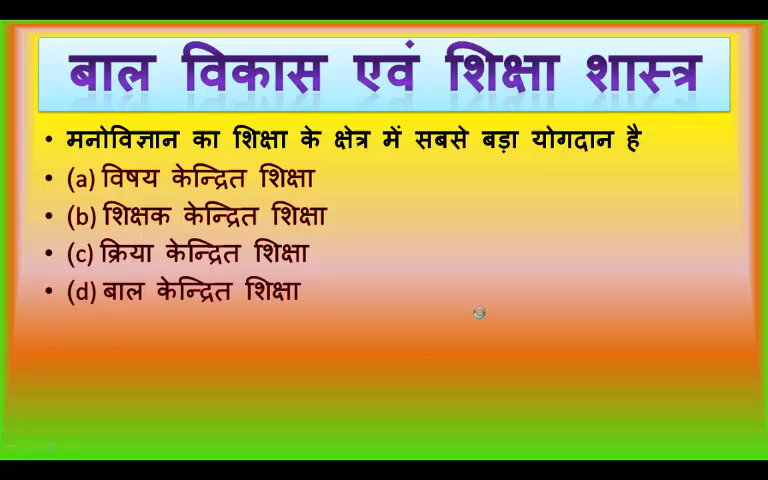 बाल विकास एवं शिक्षा शास्त्र
• मनोविज्ञान का शिक्षा के क्षेत्र में सबसे बड़ा योगदान है
• (a) विषय केन्द्रित शिक्षा
• (b) शिक्षक केन्द्रित शिक्षा
• (c) क्रिया केन्द्रित शिक्षा
• (d) बाल केन्द्रित शिक्षा